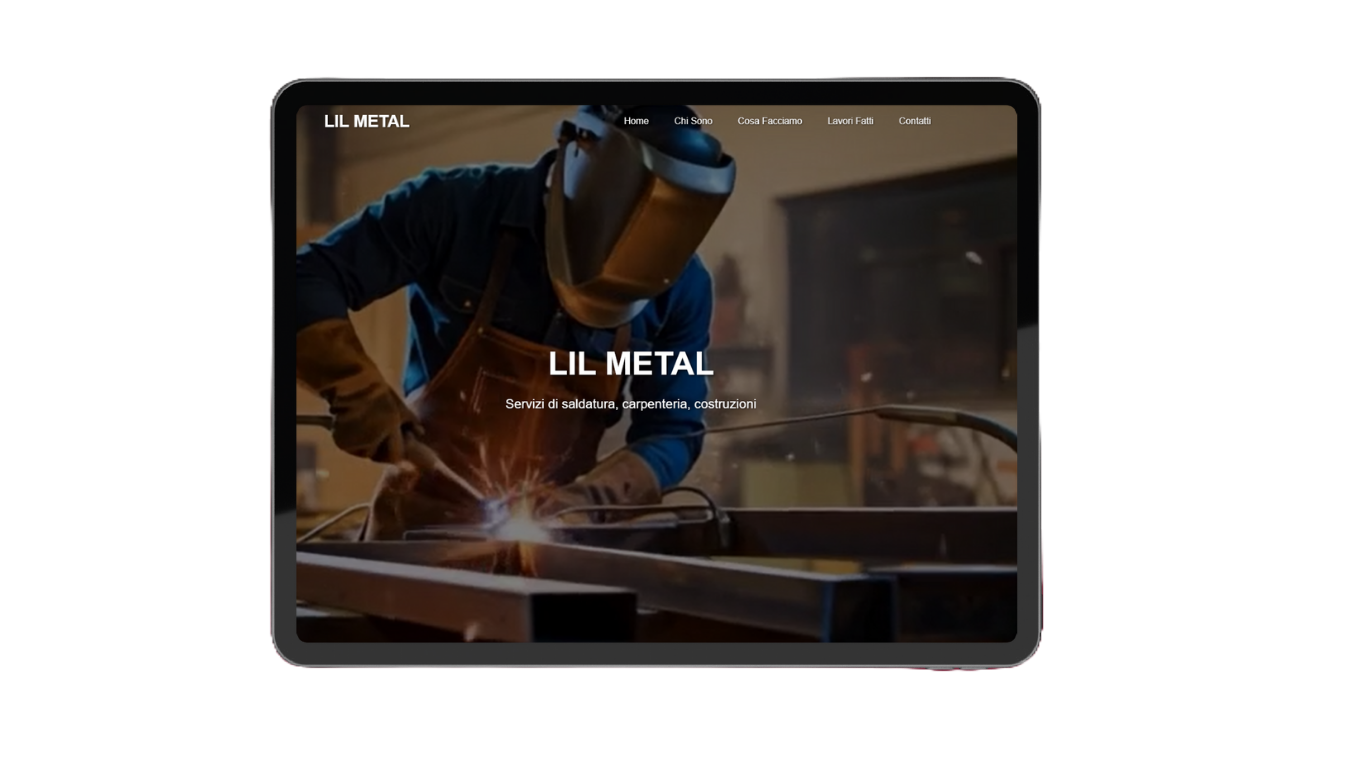 LIL METAL
Home Chi Sono Cosa Facciamo Lavori Fatti Contatti
LIL METAL
Servizi di saldatura, carpenteria, costruzioni